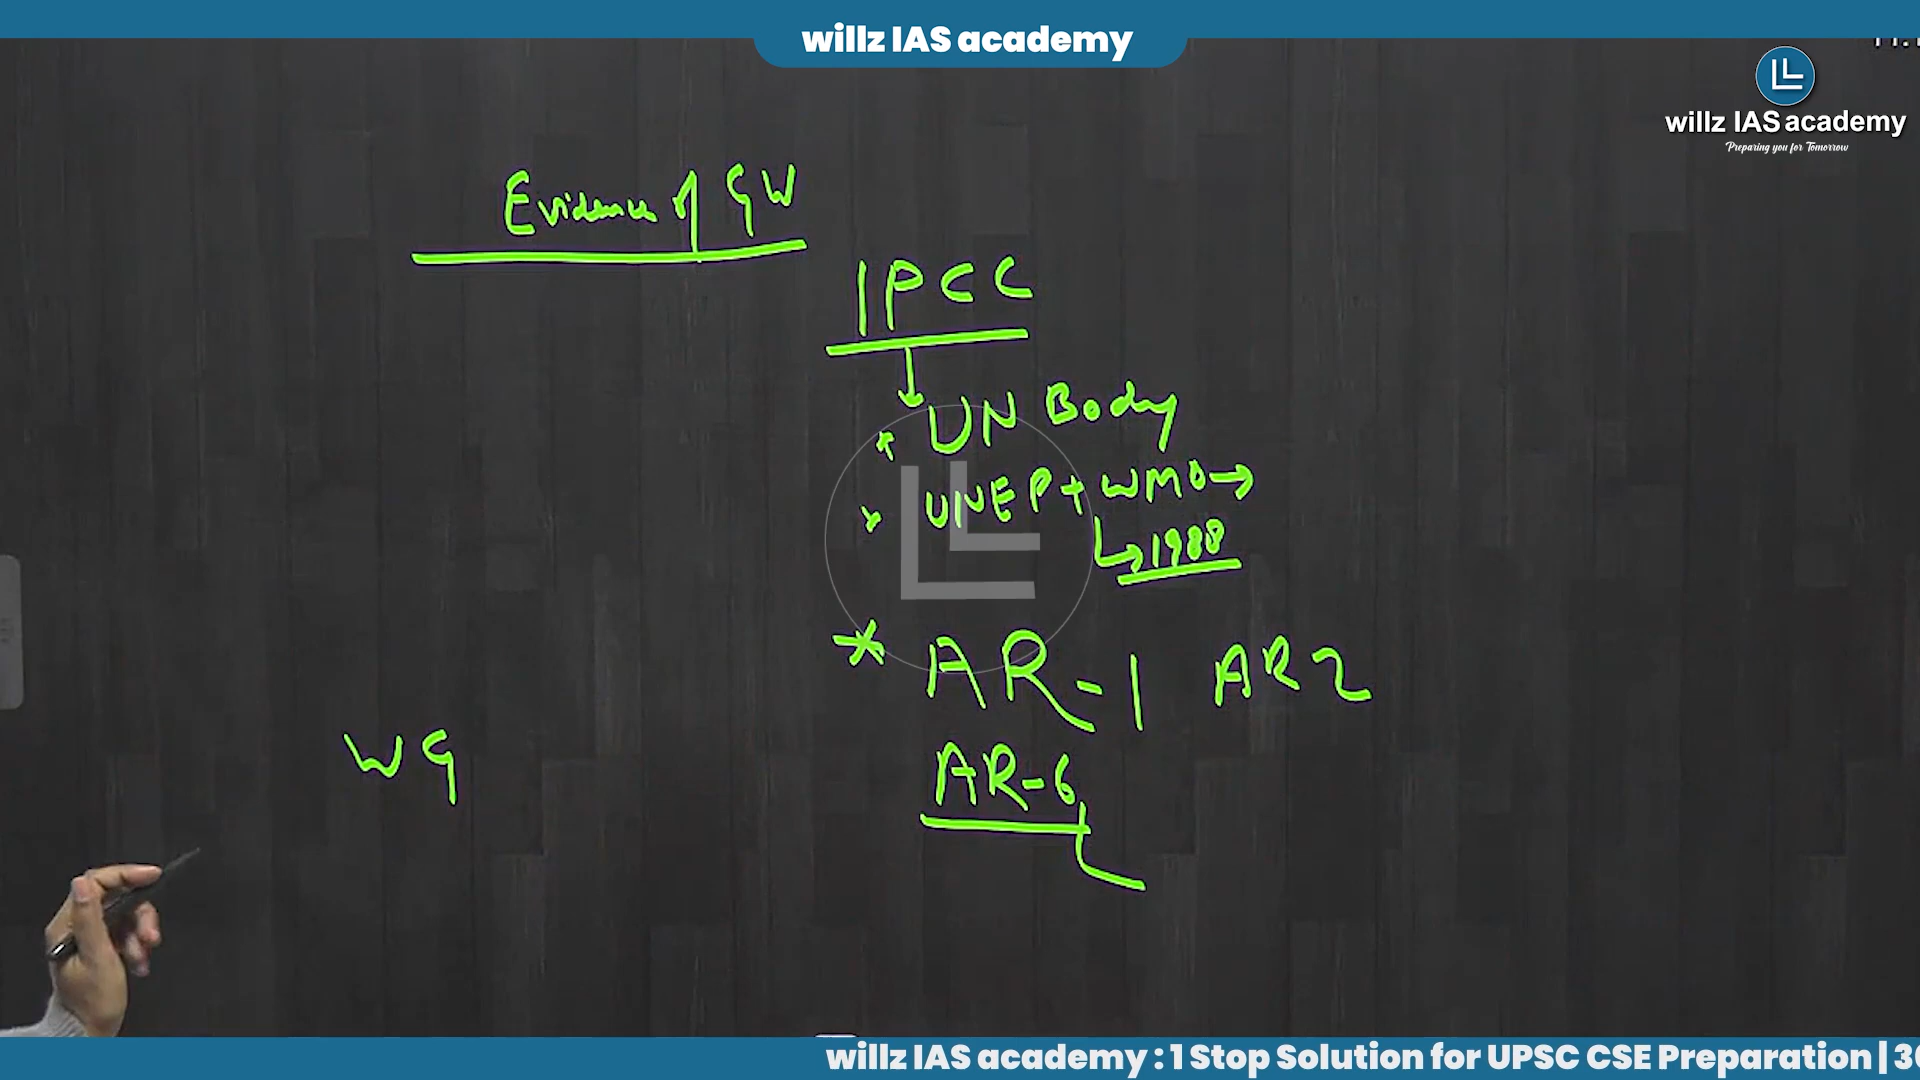 willz IAS academy
willz IAS academy
Preparing you for Tomorrow
Evidence of GW
IPCC
* UN Body
* UNEP + WMO →
1988
* AR-1 AR2
WG
AR-6
willz IAS academy : 1 Stop Solution for UPSC CSE Preparation |